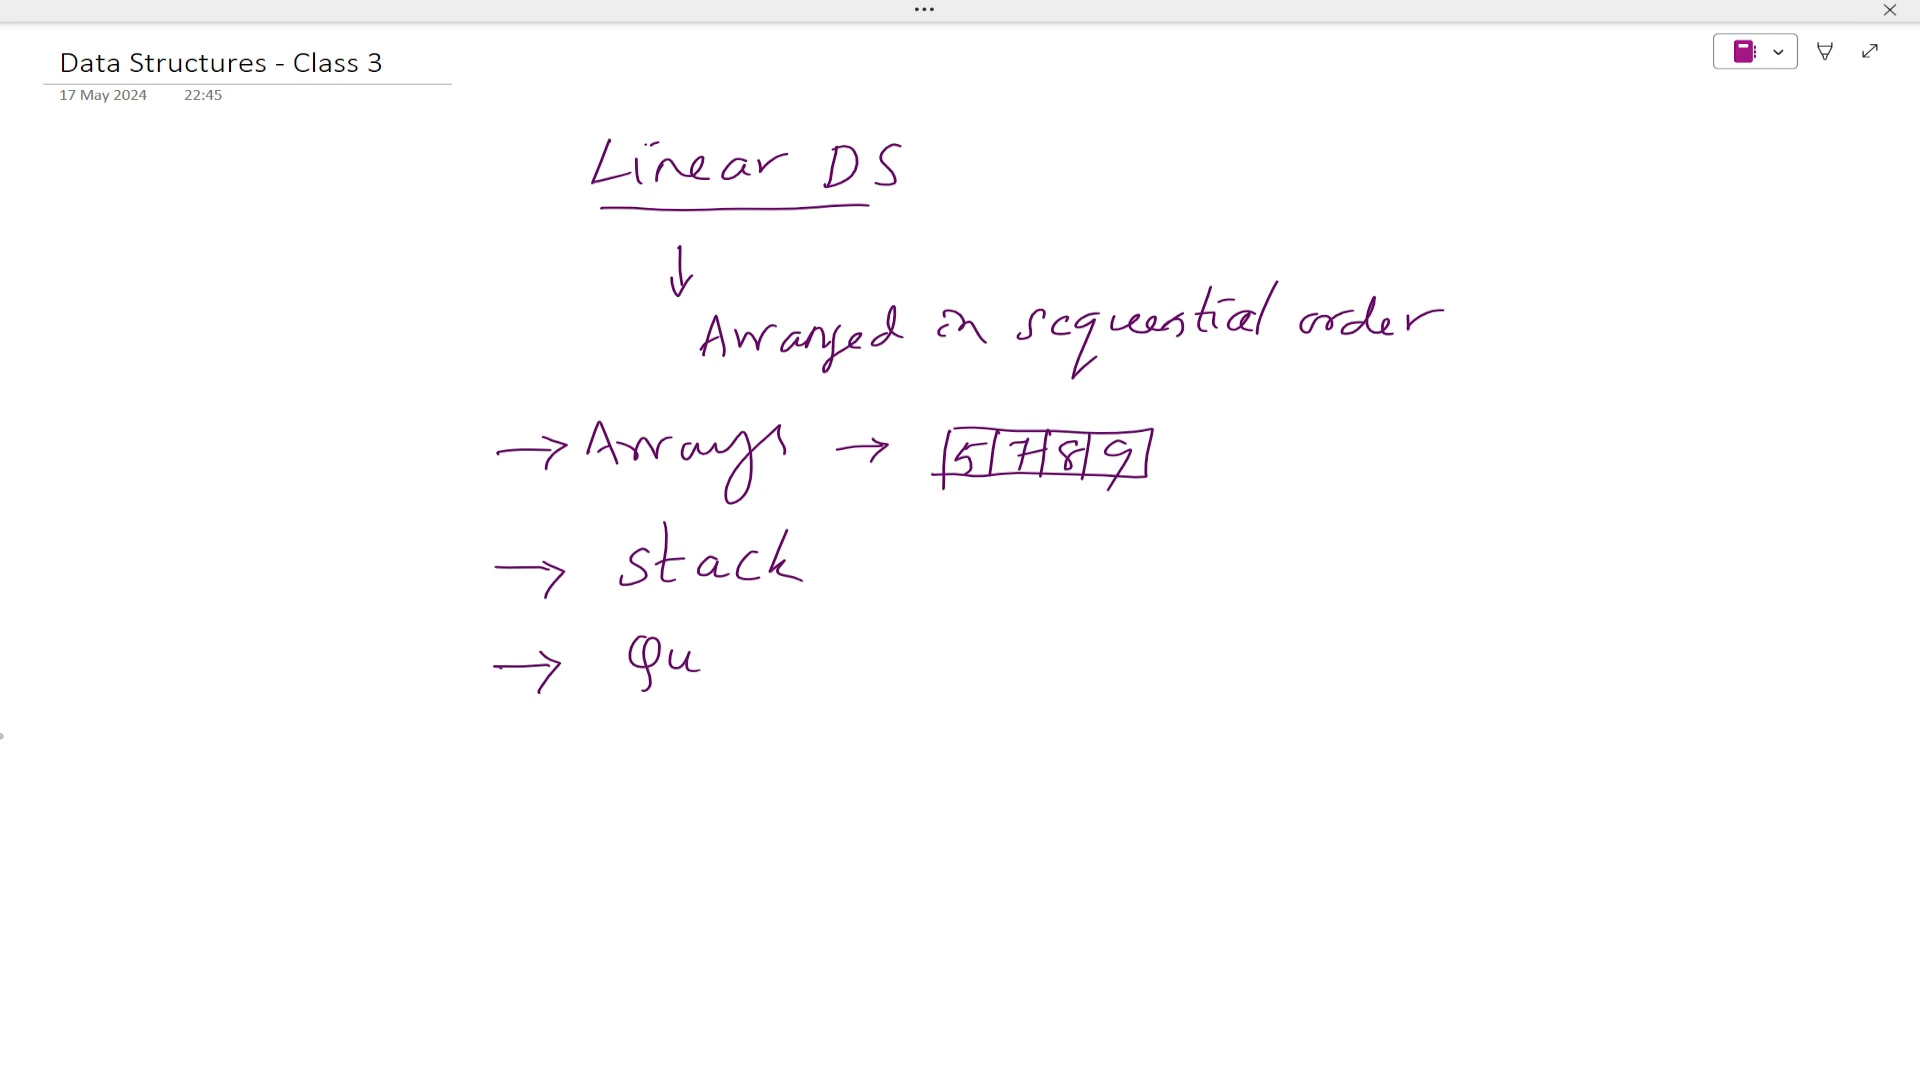 Data Structures - Class 3
17 May 2024 22:45
Linear DS
↓
Arranged in sequential order
→ Arrays → 5 7 8 9
→ Stack
→ Qu